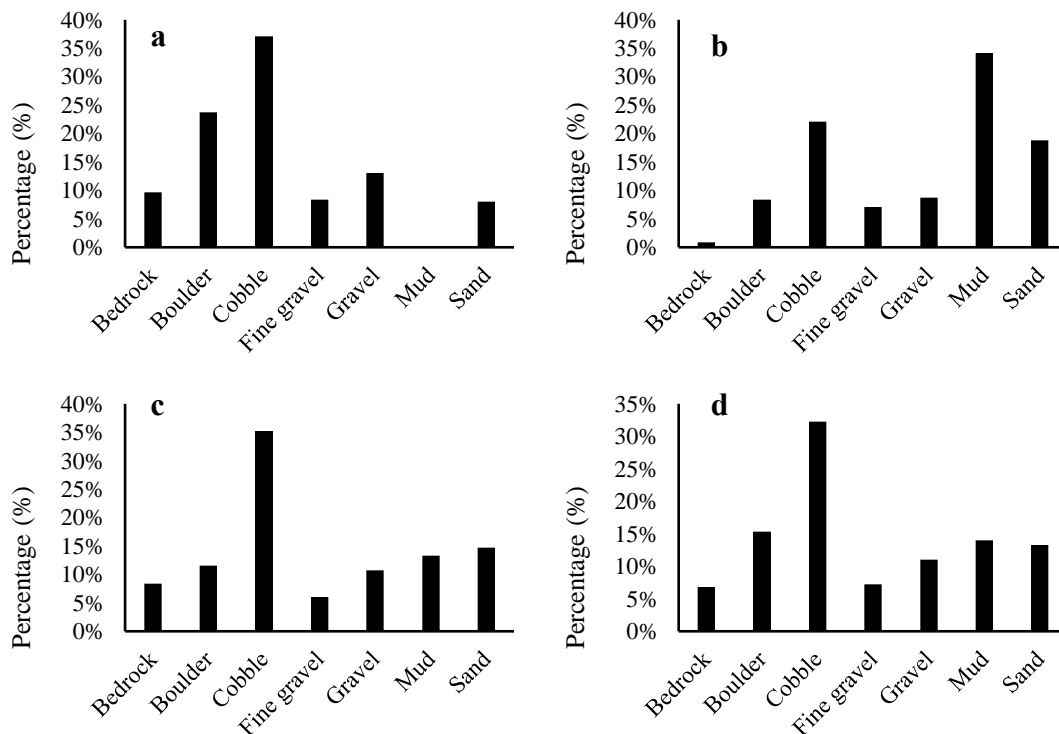 a
Percentage (%)
40%
35%
30%
25%
20%
15%
10%
5%
0%
Bedrock
Boulder
Cobble
Fine gravel
Gravel
Mud
Sand
b
Percentage (%)
40%
35%
30%
25%
20%
15%
10%
5%
0%
Bedrock
Boulder
Cobble
Fine gravel
Gravel
Mud
Sand
c
Percentage (%)
40%
35%
30%
25%
20%
15%
10%
5%
0%
Bedrock
Boulder
Cobble
Fine gravel
Gravel
Mud
Sand
d
Percentage (%)
35%
30%
25%
20%
15%
10%
5%
0%
Bedrock
Boulder
Cobble
Fine gravel
Gravel
Mud
Sand